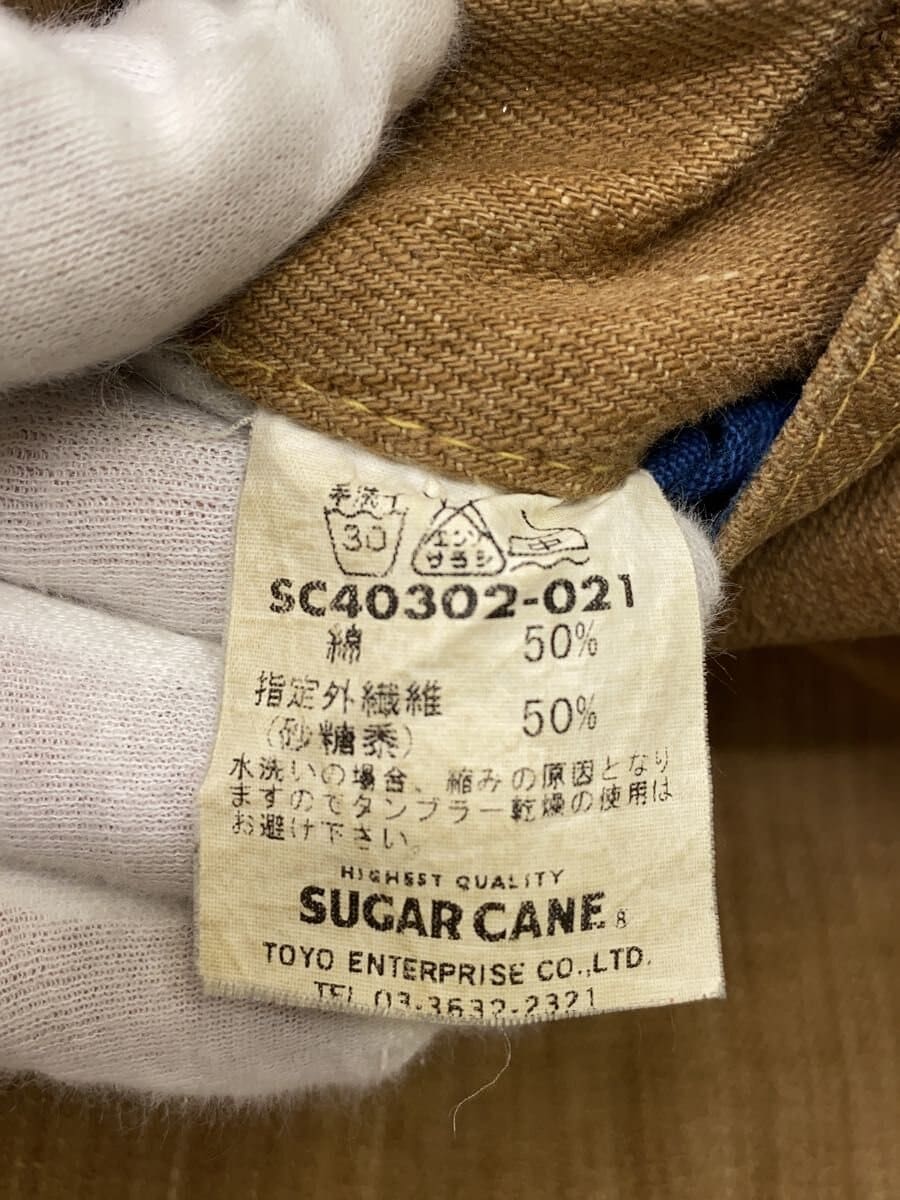 手洗イ
30
エンソ
サラシ
中
SC40302-021
綿 50%
指定外繊維
(砂糖黍) 50%
水洗いの場合、縮みの原因となり
ますのでタンブラー乾燥の使用は
お避け下さい。
HIGHEST QUALITY
SUGAR CANE 8
TOYO ENTERPRISE CO.,LTD.
TEL 03-3632-2321